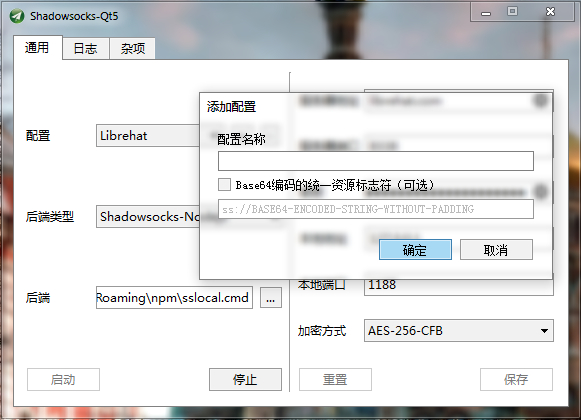 Shadowsocks-Qt5
通用
日志
杂项
配置
Librehat
后端类型
Shadowsocks-No
后端
Roaming\npm\sslocal.cmd
...
启动
停止
添加配置
配置名称
Base64编码的统一资源标志符（可选）
ss://BASE64-ENCODED-STRING-WITHOUT-PADDING
确定
取消
本地端口
1188
加密方式
AES-256-CFB
重置
保存